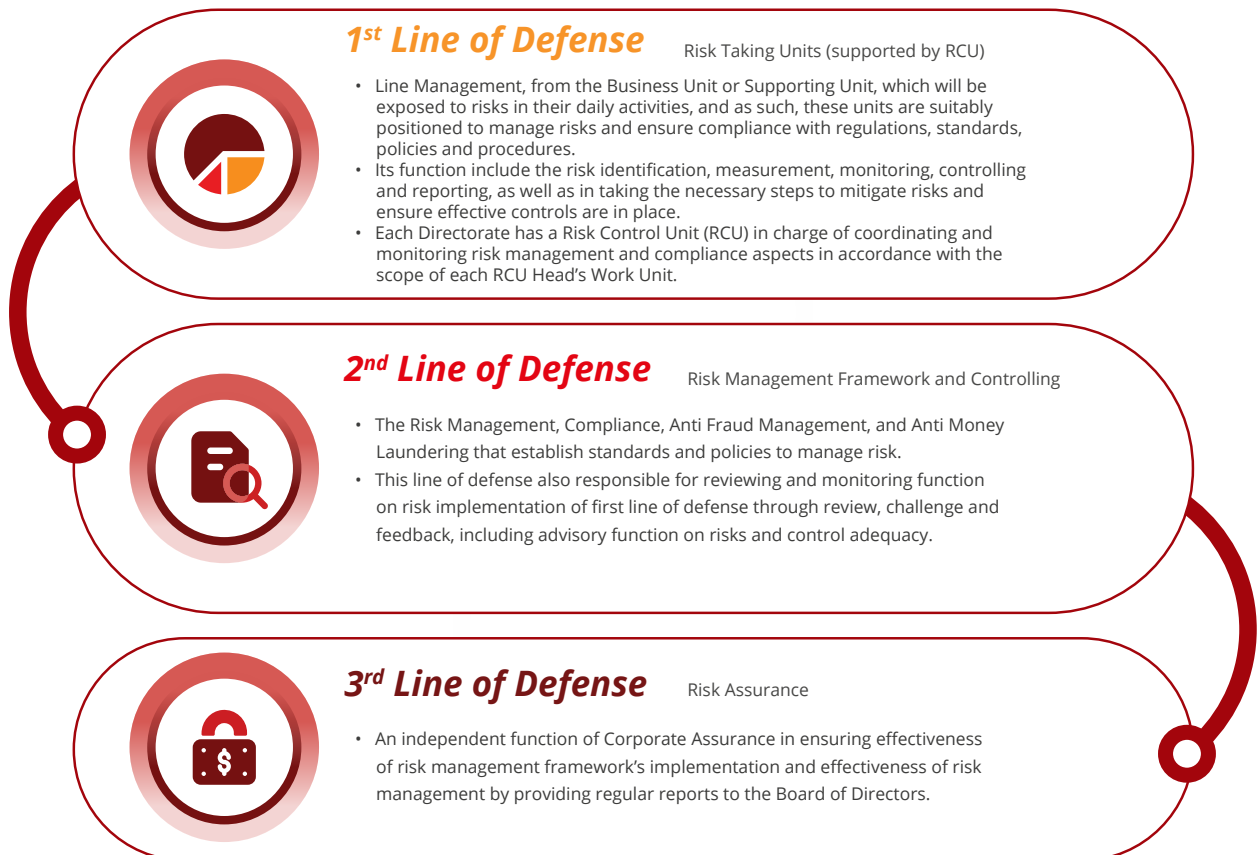 1st Line of Defense Risk Taking Units (supported by RCU)
• Line Management, from the Business Unit or Supporting Unit, which will be
exposed to risks in their daily activities, and as such, these units are suitably
positioned to manage risks and ensure compliance with regulations, standards,
policies and procedures.
• Its function include the risk identification, measurement, monitoring, controlling
and reporting, as well as in taking the necessary steps to mitigate risks and
ensure effective controls are in place.
• Each Directorate has a Risk Control Unit (RCU) in charge of coordinating and
monitoring risk management and compliance aspects in accordance with the
scope of each RCU Head’s Work Unit.
2nd Line of Defense Risk Management Framework and Controlling
• The Risk Management, Compliance, Anti Fraud Management, and Anti Money
Laundering that establish standards and policies to manage risk.
• This line of defense also responsible for reviewing and monitoring function
on risk implementation of first line of defense through review, challenge and
feedback, including advisory function on risks and control adequacy.
3rd Line of Defense Risk Assurance
• An independent function of Corporate Assurance in ensuring effectiveness
of risk management framework’s implementation and effectiveness of risk
management by providing regular reports to the Board of Directors.
$